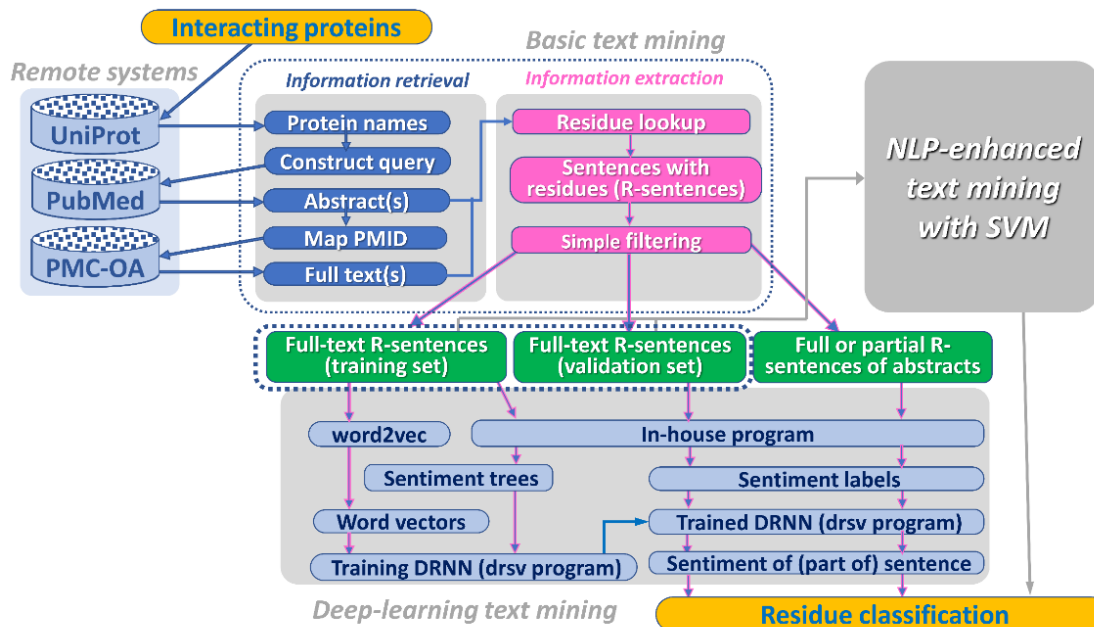 Interacting proteins
Basic text mining
Remote systems
Information retrieval
Information extraction
UniProt
PubMed
PMC-OA
Protein names
Construct query
Abstract(s)
Map PMID
Full text(s)
Residue lookup
Sentences with
residues (R-sentences)
Simple filtering
NLP-enhanced
text mining
with SVM
Full-text R-sentences
(training set)
Full-text R-sentences
(validation set)
Full or partial R-
sentences of abstracts
word2vec
In-house program
Sentiment trees
Sentiment labels
Word vectors
Trained DRNN (drsv program)
Training DRNN (drsv program)
Sentiment of (part of) sentence
Deep-learning text mining
Residue classification